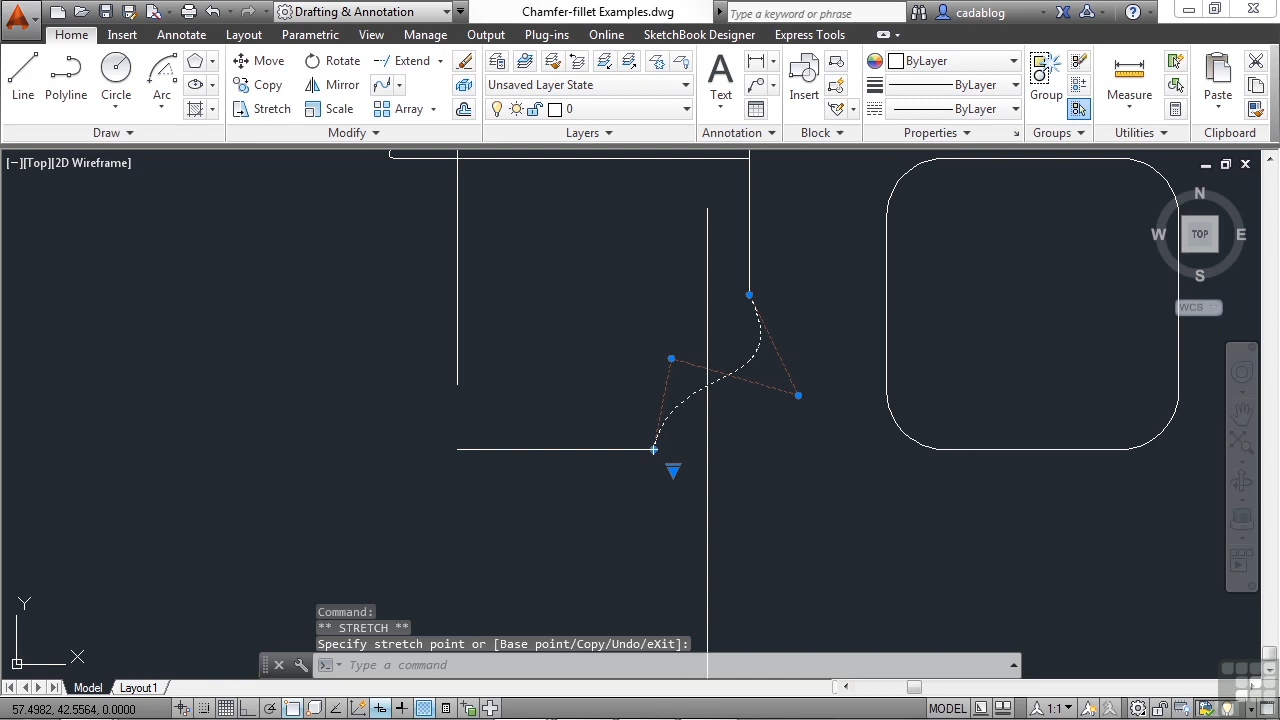 Drafting & Annotation
Chamfer-fillet Examples.dwg
Type a keyword or phrase
cadablog
Home Insert Annotate Layout Parametric View Manage Output Plug-ins Online SketchBook Designer Express Tools
Line Polyline Circle Arc
Move Rotate Extend
Copy Mirror
Stretch Scale Array
Unsaved Layer State
0
Text
Insert
ByLayer
ByLayer
ByLayer
Group
Measure
Paste
Draw Modify Layers Annotation Block Properties Groups Utilities Clipboard
[−][Top][2D Wireframe]
N
W TOP E
S
WCS
Y
X
Command:
** STRETCH **
Specify stretch point or [Base point/Copy/Undo/eXit]:
Type a command
Model Layout1
57.4982, 42.5564, 0.0000
MODEL
1:1